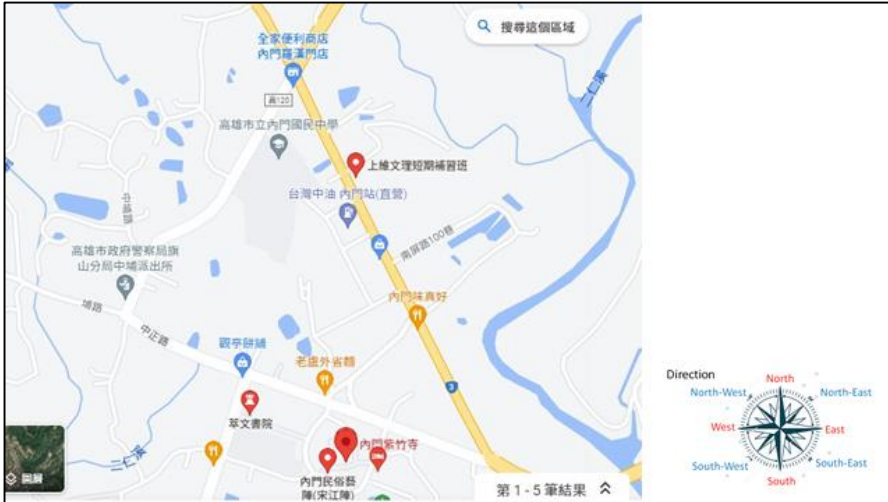 搜尋這個區域
全家便利商店
內門羅漢門店
高120
高雄市立內門國民中學
二仁溪
上維文理短期補習班
台灣中油 內門站(直營)
中埔路
南屏路100巷
高雄市政府警察局旗
山分局中埔派出所
內門味真好
埔路
中正路
觀亭餅舖
老盧外省麵
3
萃文書院
內門紫竹寺
二仁溪
內門民俗藝
陣(宋江陣)
圖層
第 1 - 5 筆結果
Direction
North
North-West
North-East
West
East
South-West
South-East
South